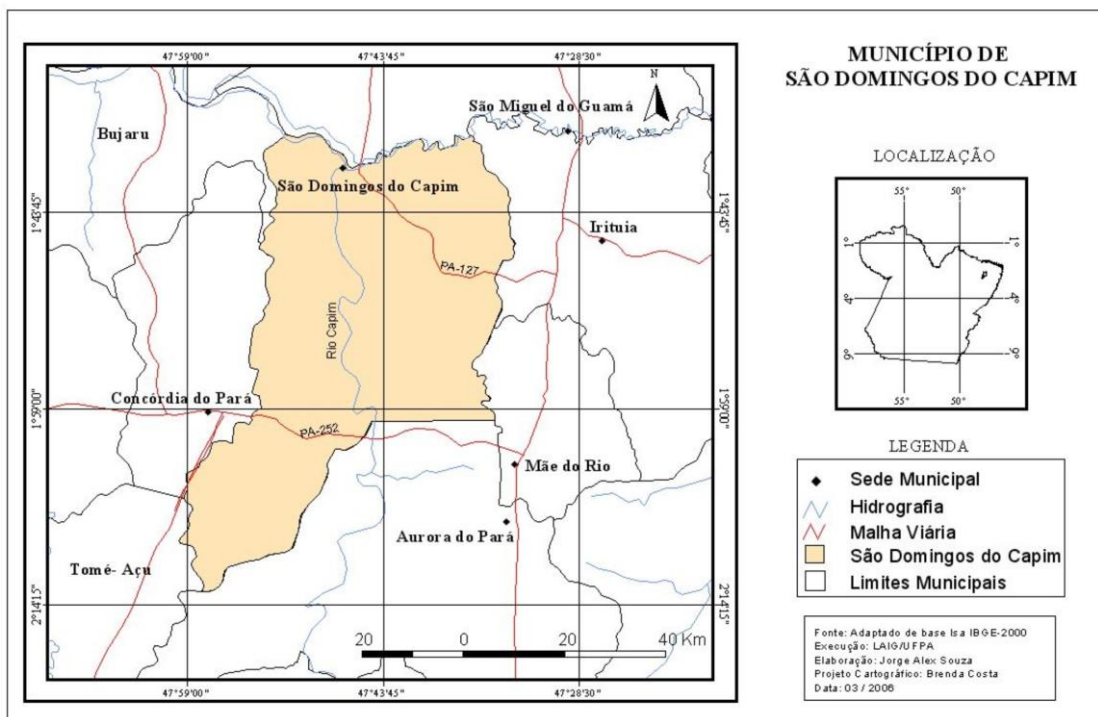 MUNICÍPIO DE
SÃO DOMINGOS DO CAPIM
47°59'00"
47°43'45"
47°28'30"
N
São Miguel do Guamá
Bujaru
São Domingos do Capim
1°43'45"
1°43'45"
Irituia
PA-127
Rio Capim
Concórdia do Pará
1°59'00"
1°59'00"
PA-252
Mãe do Rio
Aurora do Pará
Tomé- Açu
2°14'15"
2°14'15"
20 0 20 40 Km
47°59'00"
47°43'45"
47°28'30"
LOCALIZAÇÃO
55°
50°
1°
1°
4°
4°
9°
9°
55°
50°
LEGENDA
Sede Municipal
Hidrografia
Malha Viária
São Domingos do Capim
Limites Municipais
Fonte: Adaptado de base Isa IBGE-2000
Execução: LAIG/UFPA
Elaboração: Jorge Alex Souza
Projeto Cartográfico: Brenda Costa
Data: 03 / 2006